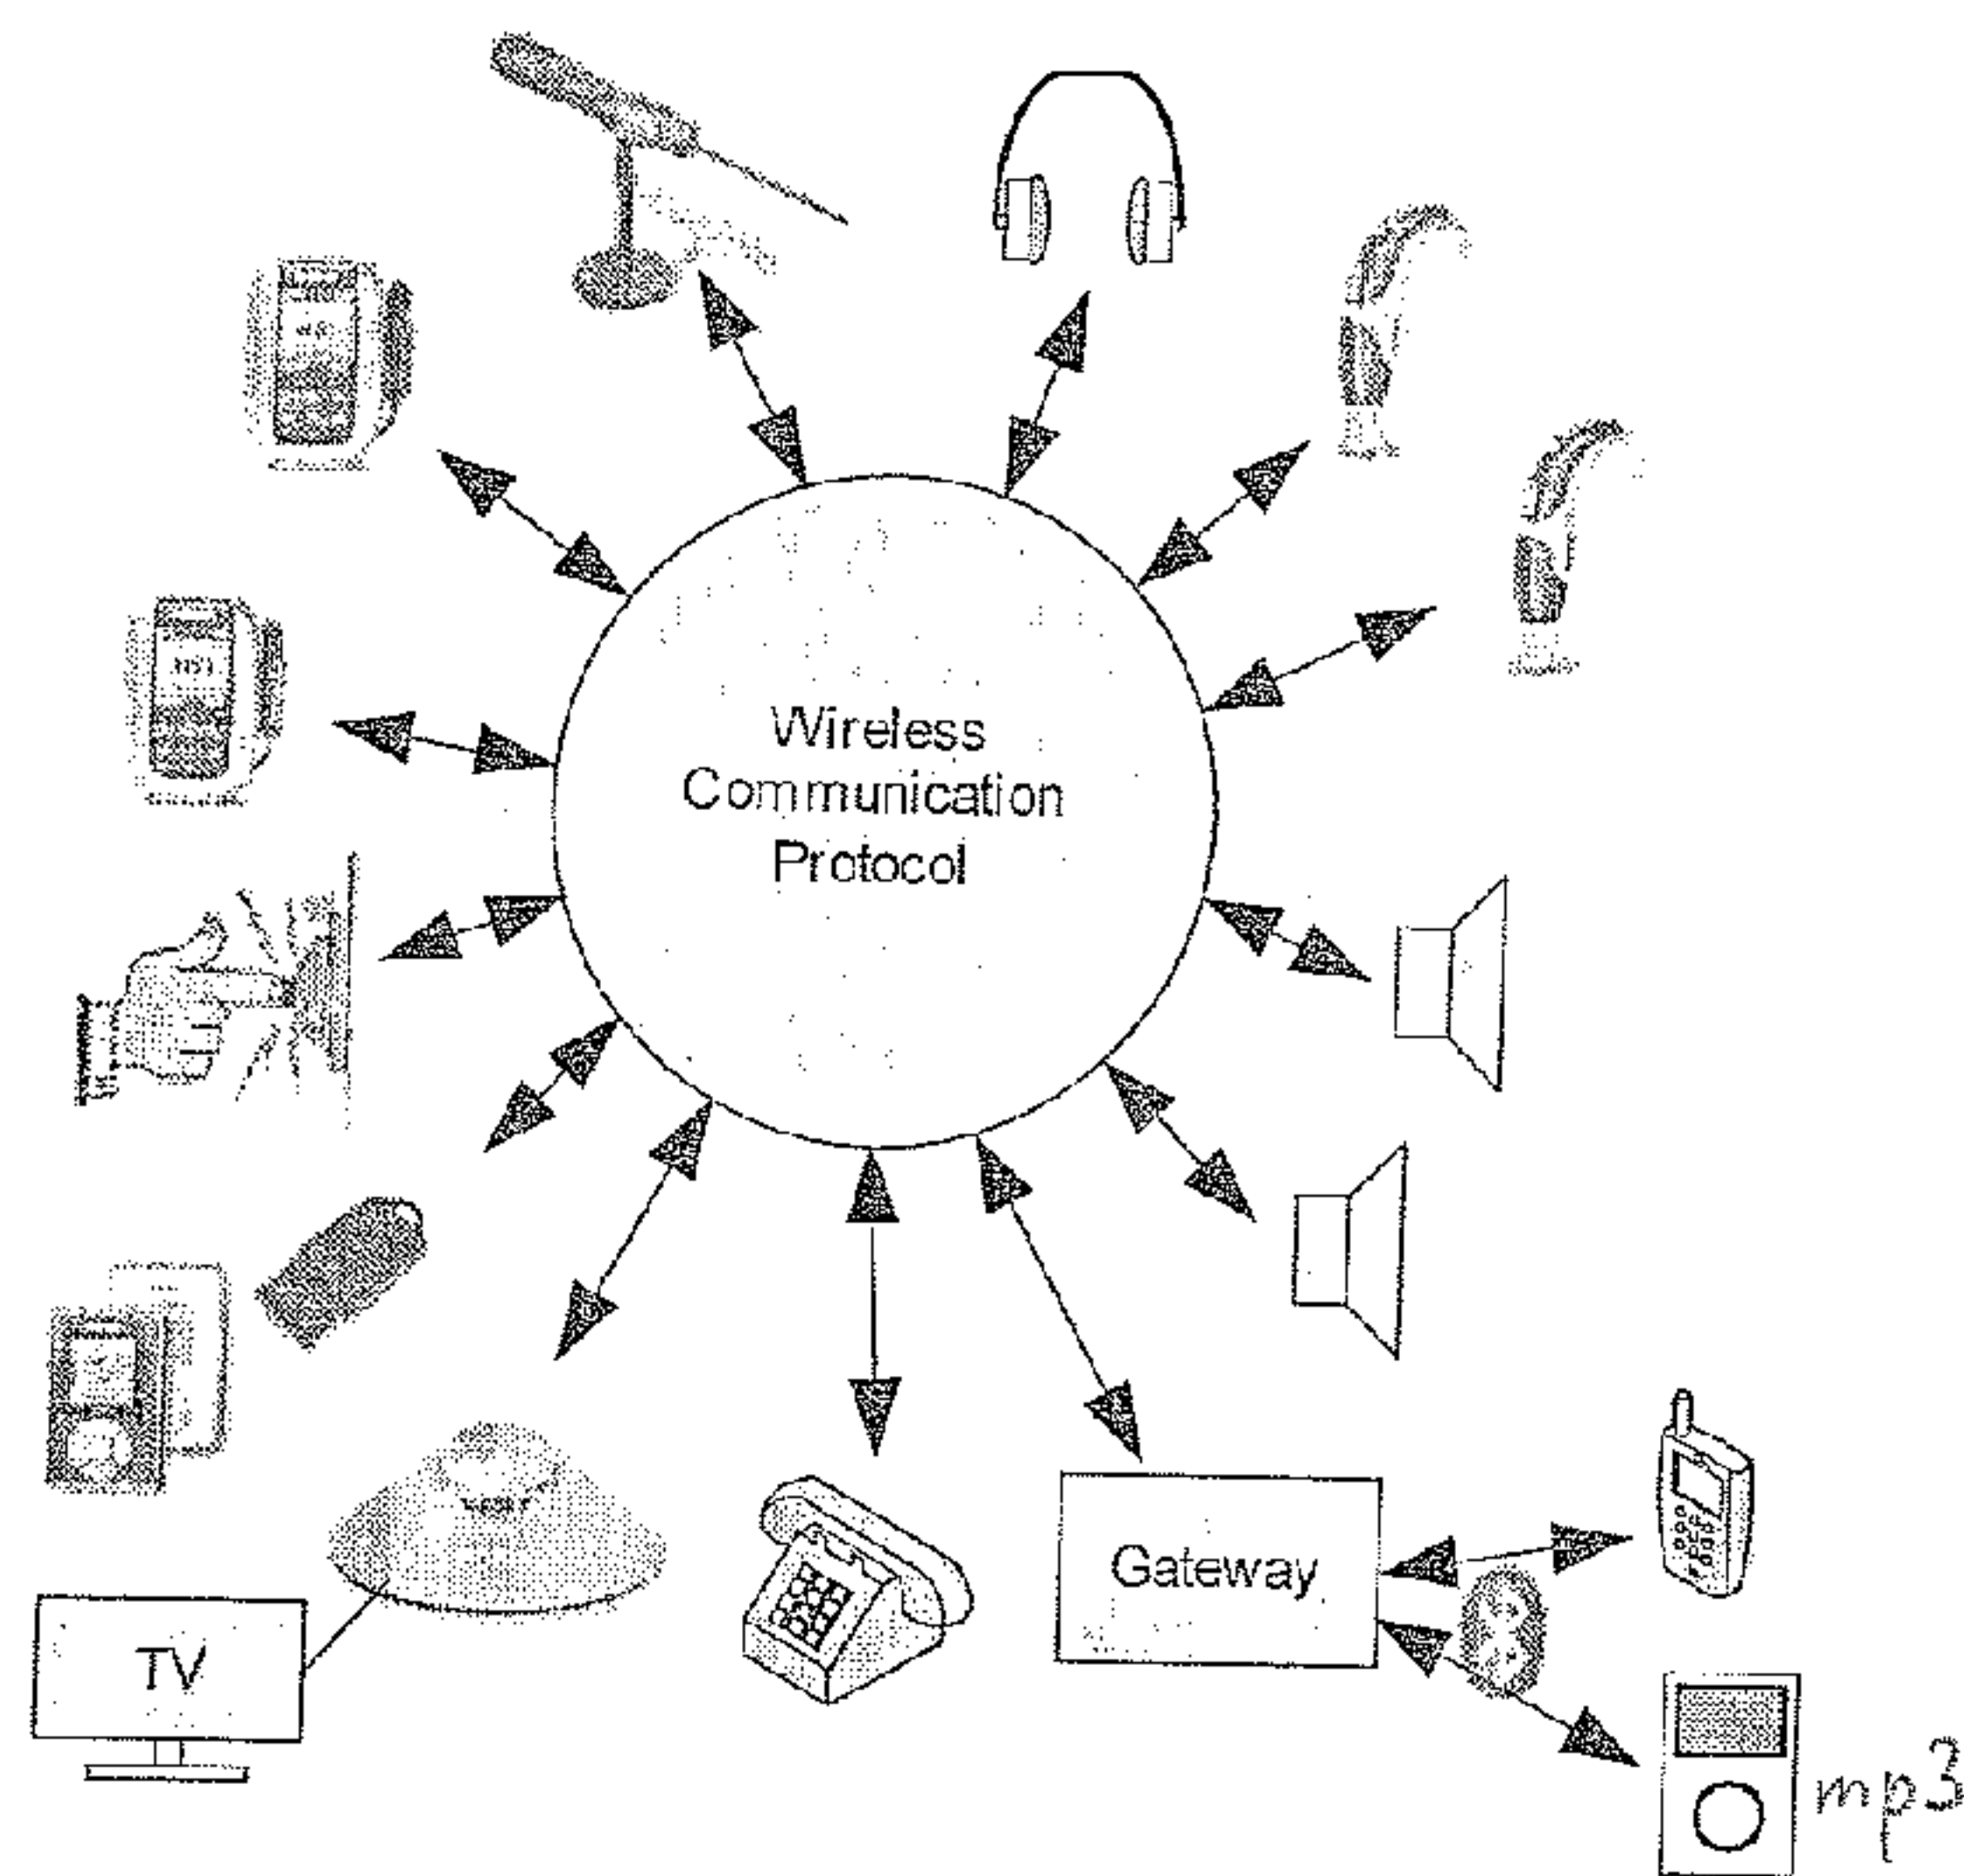 Wireless
Communication
Protocol
Gateway
TV
mp3